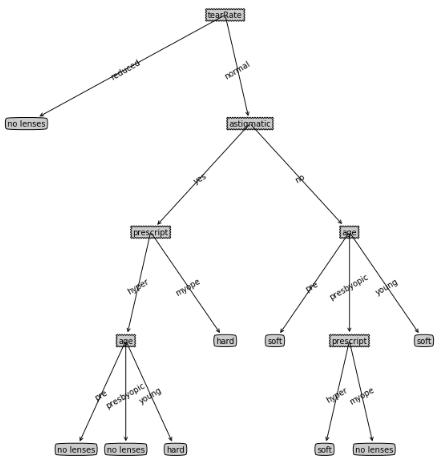 tearRate
reduced
normal
no lenses
astigmatic
yes
no
prescript
age
hyper
myope
pre
presbyopic
young
age
hard
soft
prescript
soft
pre
presbyopic
young
hyper
myope
no lenses
no lenses
hard
soft
no lenses